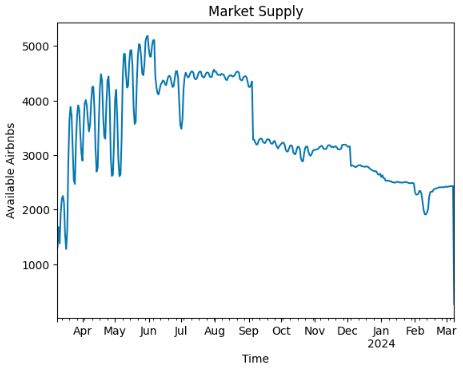 Market Supply
Available Airbnbs
5000
4000
3000
2000
1000
Apr May Jun Jul Aug Sep Oct Nov Dec Jan Feb Mar
2024
Time